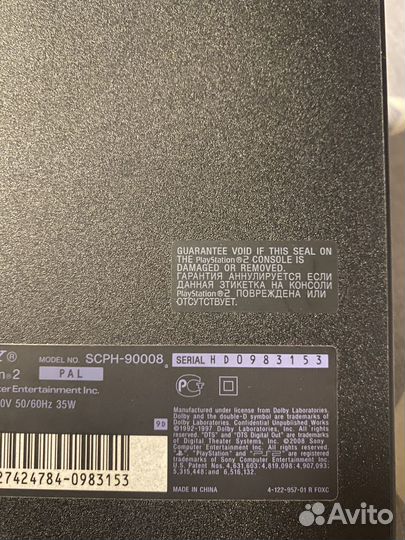 GUARANTEE VOID IF THIS SEAL ON
THE PlayStation®2 CONSOLE IS
DAMAGED OR REMOVED.
ГАРАНТИЯ АННУЛИРУЕТСЯ ЕСЛИ
ДАННАЯ ЭТИКЕТКА НА КОНСОЛИ
PlayStation®2 ПОВРЕЖДЕНА ИЛИ
ОТСУТСТВУЕТ.
Y®
MODEL NO. SCPH-90008 SERIAL HD0983153
n®2 PAL
ter Entertainment Inc.
0V 50/60Hz 35W
9D
27424784-0983153
Manufactured under license from Dolby Laboratories.
Dolby and the double-D symbol are trademarks of
Dolby Laboratories. Confidential Unpublished Works
©1992-1997 Dolby Laboratories. All rights reserved.
"DTS" and "DTS Digital Out" are trademarks
of Digital Theater Systems, Inc. ©2008 Sony
Computer Entertainment Inc. All rights reserved.
"PlayStation" and "PS2" are registered
trademarks of Sony Computer Entertainment Inc.
U.S. Patent Nos. 4,631,603; 4,819,098; 4,907,093;
5,315,448; and 6,516,132.
MADE IN CHINA 4-122-957-01 R FOXC
Avito